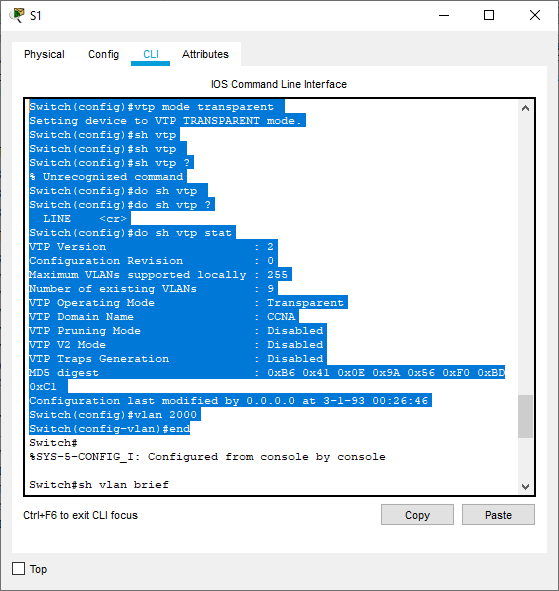 S1
Physical Config CLI Attributes
IOS Command Line Interface
Switch(config)#vtp mode transparent
Setting device to VTP TRANSPARENT mode.
Switch(config)#sh vtp
Switch(config)#sh vtp
Switch(config)#sh vtp ?
% Unrecognized command
Switch(config)#do sh vtp
Switch(config)#do sh vtp ?
  LINE    <cr>
Switch(config)#do sh vtp stat
VTP Version                     : 2
Configuration Revision          : 0
Maximum VLANs supported locally : 255
Number of existing VLANs        : 9
VTP Operating Mode              : Transparent
VTP Domain Name                 : CCNA
VTP Pruning Mode                : Disabled
VTP V2 Mode                     : Disabled
VTP Traps Generation            : Disabled
MD5 digest                      : 0xB6 0x41 0x0E 0x9A 0x56 0xF0 0xBD
0xC1
Configuration last modified by 0.0.0.0 at 3-1-93 00:26:46
Switch(config)#vlan 2000
Switch(config-vlan)#end
Switch#
%SYS-5-CONFIG_I: Configured from console by console
Switch#sh vlan brief
Ctrl+F6 to exit CLI focus Copy Paste
Top